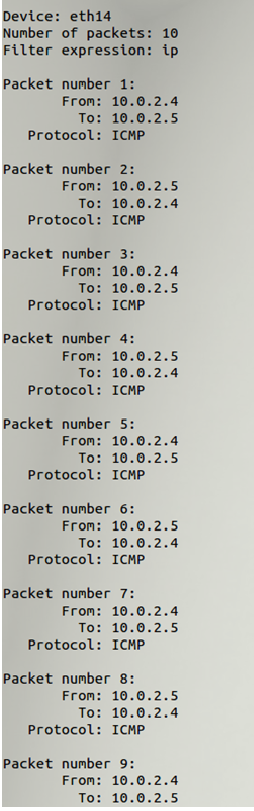 Device: eth14
Number of packets: 10
Filter expression: ip
Packet number 1:
From: 10.0.2.4
To: 10.0.2.5
Protocol: ICMP
Packet number 2:
From: 10.0.2.5
To: 10.0.2.4
Protocol: ICMP
Packet number 3:
From: 10.0.2.4
To: 10.0.2.5
Protocol: ICMP
Packet number 4:
From: 10.0.2.5
To: 10.0.2.4
Protocol: ICMP
Packet number 5:
From: 10.0.2.4
To: 10.0.2.5
Protocol: ICMP
Packet number 6:
From: 10.0.2.5
To: 10.0.2.4
Protocol: ICMP
Packet number 7:
From: 10.0.2.4
To: 10.0.2.5
Protocol: ICMP
Packet number 8:
From: 10.0.2.5
To: 10.0.2.4
Protocol: ICMP
Packet number 9:
From: 10.0.2.4
To: 10.0.2.5